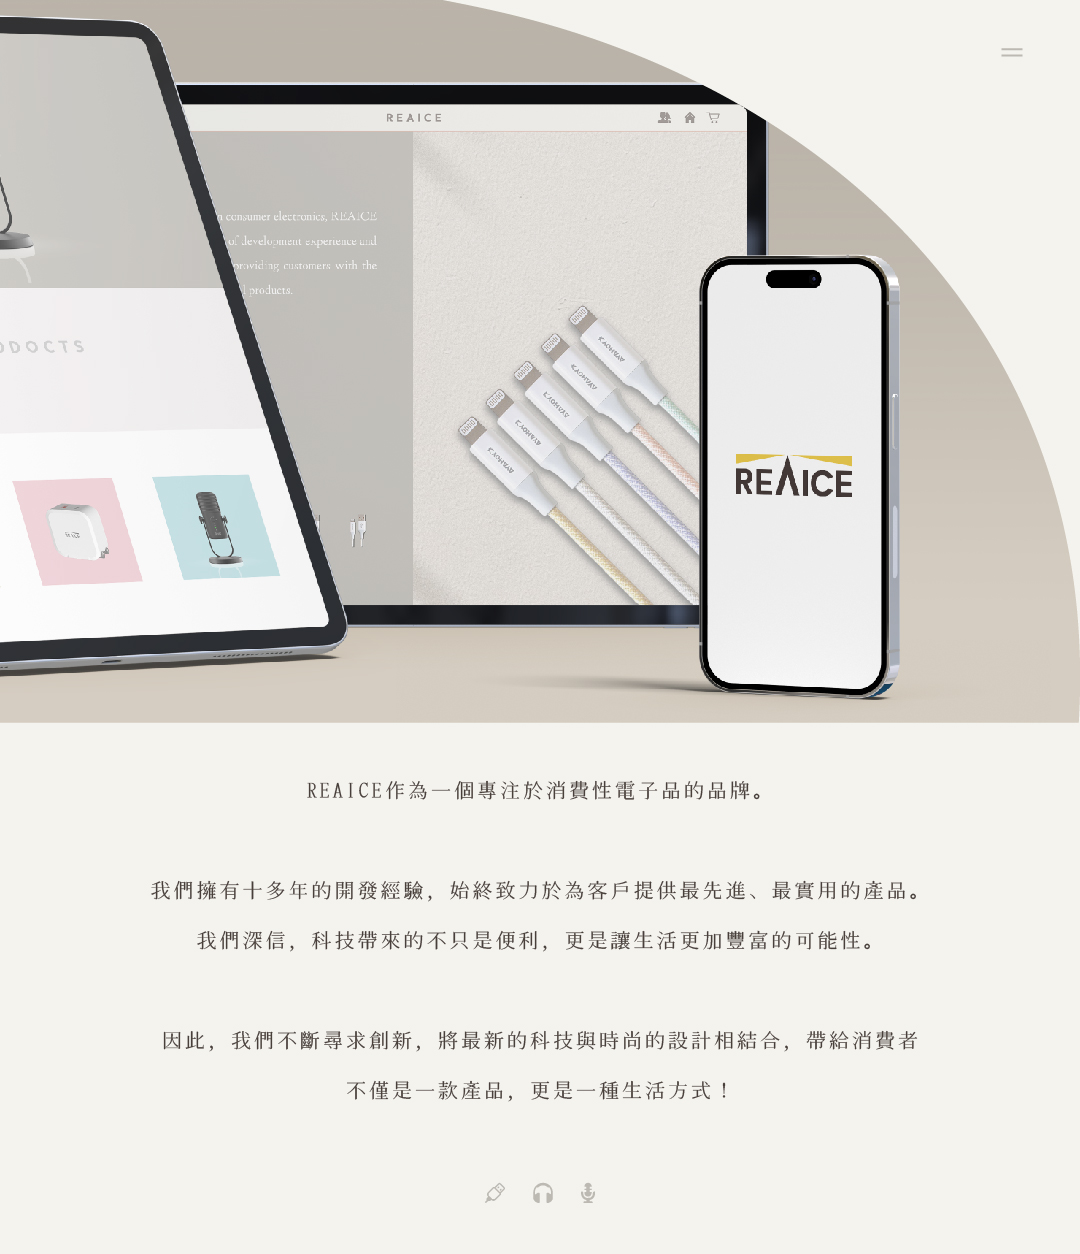 REAICE
n consumer electronics, REAICE
of development experience and
providing customers with the
products.
REAICE
REAICE作為一個專注於消費性電子品的品牌。
我們擁有十多年的開發經驗，始終致力於為客戶提供最先進、最實用的產品。
我們深信，科技帶來的不只是便利，更是讓生活更加豐富的可能性。
因此，我們不斷尋求創新，將最新的科技與時尚的設計相結合，帶給消費者
不僅是一款產品，更是一種生活方式！